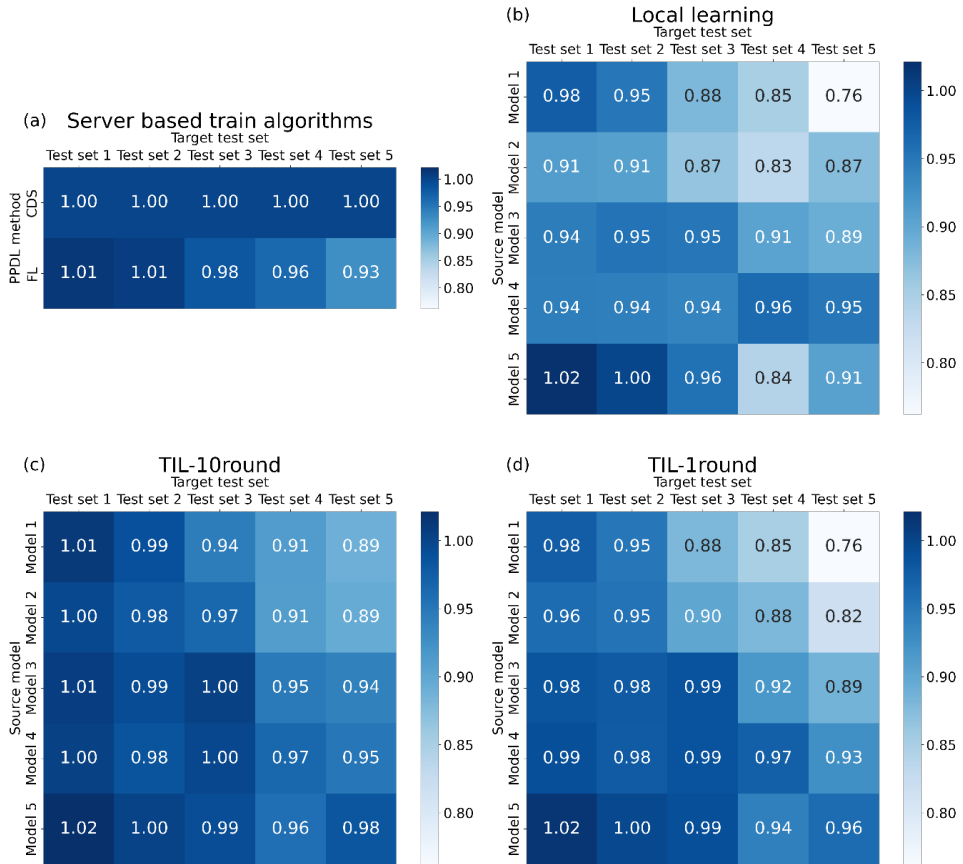 (a) Server based train algorithms
Target test set
Test set 1 Test set 2 Test set 3 Test set 4 Test set 5
PPDL method
CDS 1.00 1.00 1.00 1.00 1.00
FL 1.01 1.01 0.98 0.96 0.93
1.00
0.95
0.90
0.85
0.80
(b) Local learning
Target test set
Test set 1 Test set 2 Test set 3 Test set 4 Test set 5
Source model
Model 1 0.98 0.95 0.88 0.85 0.76
Model 2 0.91 0.91 0.87 0.83 0.87
Model 3 0.94 0.95 0.95 0.91 0.89
Model 4 0.94 0.94 0.94 0.96 0.95
Model 5 1.02 1.00 0.96 0.84 0.91
1.00
0.95
0.90
0.85
0.80
(c) TIL-10round
Target test set
Test set 1 Test set 2 Test set 3 Test set 4 Test set 5
Source model
Model 1 1.01 0.99 0.94 0.91 0.89
Model 2 1.00 0.98 0.97 0.91 0.89
Model 3 1.01 0.99 1.00 0.95 0.94
Model 4 1.00 0.98 1.00 0.97 0.95
Model 5 1.02 1.00 0.99 0.96 0.98
1.00
0.95
0.90
0.85
0.80
(d) TIL-1round
Target test set
Test set 1 Test set 2 Test set 3 Test set 4 Test set 5
Source model
Model 1 0.98 0.95 0.88 0.85 0.76
Model 2 0.96 0.95 0.90 0.88 0.82
Model 3 0.98 0.98 0.99 0.92 0.89
Model 4 0.99 0.98 0.99 0.97 0.93
Model 5 1.02 1.00 0.99 0.94 0.96
1.00
0.95
0.90
0.85
0.80